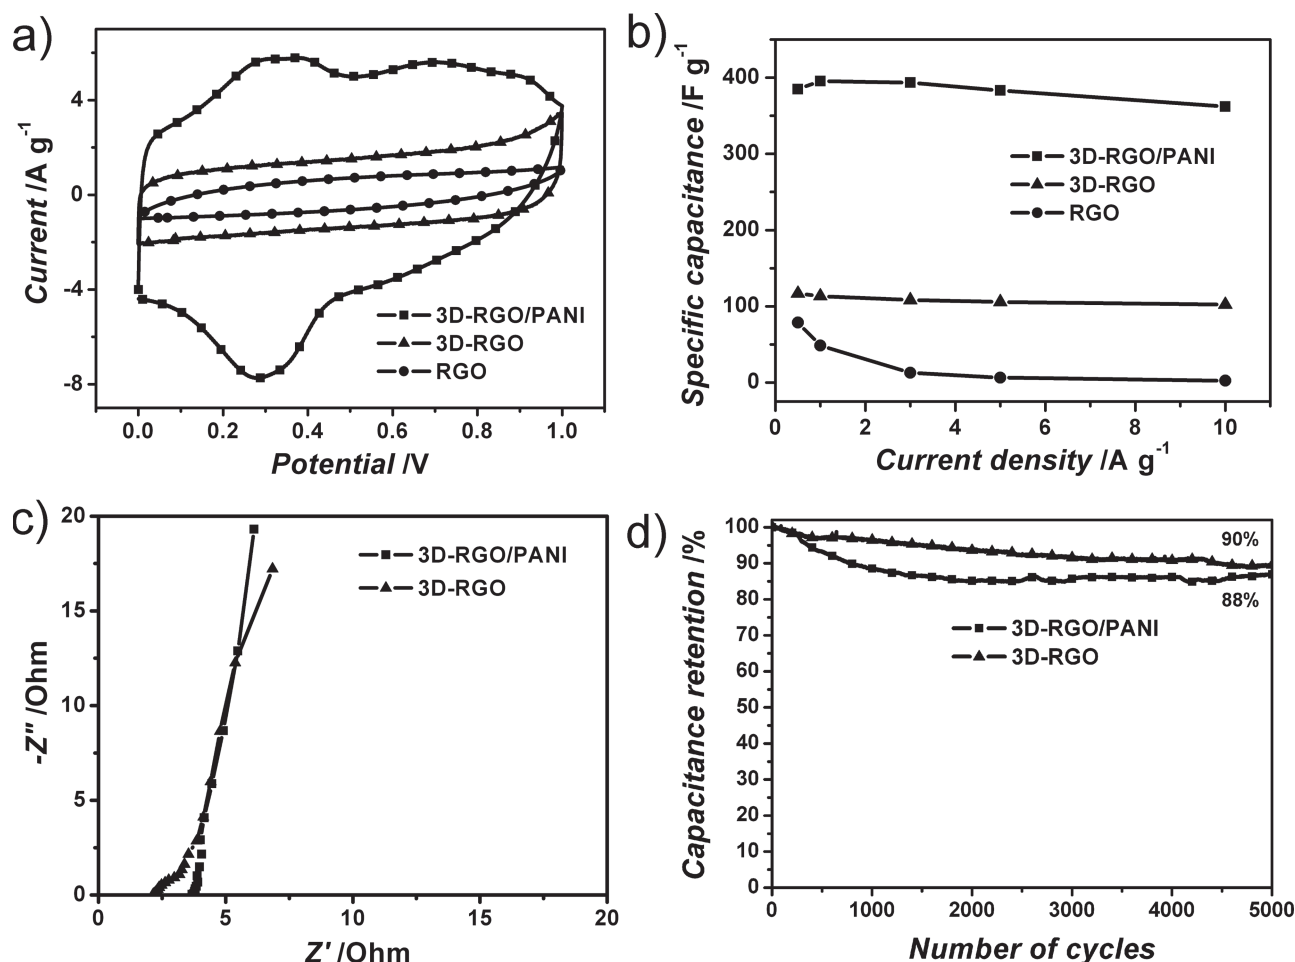 a)
Current /A g-1
4
0
-4
-8
3D-RGO/PANI
3D-RGO
RGO
0.0 0.2 0.4 0.6 0.8 1.0
Potential /V
b)
Specific capacitance /F g-1
400
300
200
100
0
3D-RGO/PANI
3D-RGO
RGO
0 2 4 6 8 10
Current density /A g-1
c)
-Z" /Ohm
20
15
10
5
0
3D-RGO/PANI
3D-RGO
0 5 10 15 20
Z' /Ohm
d)
Capacitance retention /%
100
90
80
70
60
50
40
30
20
10
0
90%
88%
3D-RGO/PANI
3D-RGO
0 1000 2000 3000 4000 5000
Number of cycles